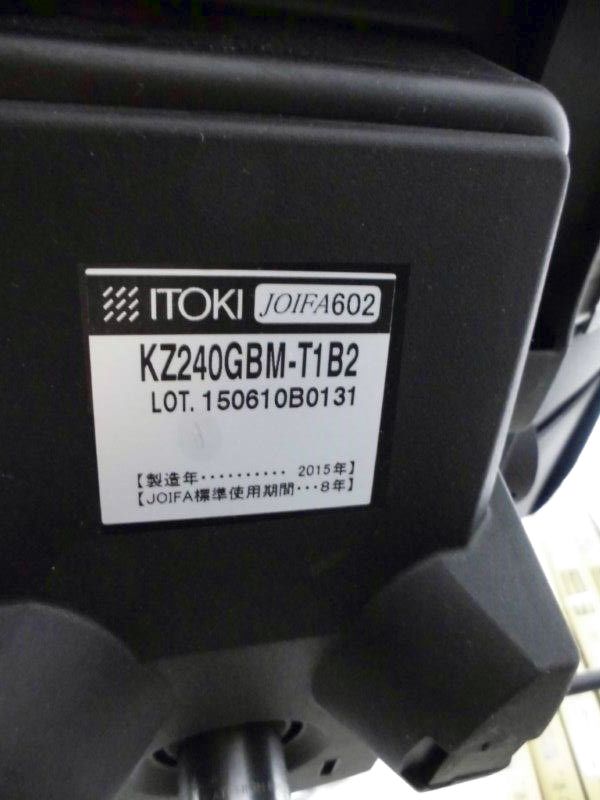 ITOKI JOIFA602
KZ240GBM-T1B2
LOT. 150610B0131
【製造年‥‥‥‥‥ 2015年】
【JOIFA標準使用期間‥・8年】